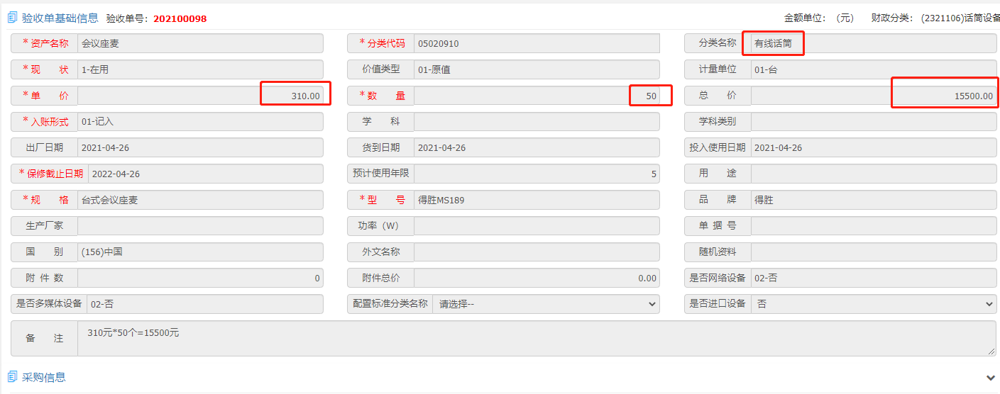 验收单基础信息 验收单号：202100098 金额单位：（元） 财政分类：(2321106)话筒设备
* 资产名称 会议座麦 * 分类代码 05020910 分类名称 有线话筒
* 现 状 1-在用 价值类型 01-原值 计量单位 01-台
* 单 价 310.00 * 数 量 50 总 价 15500.00
* 入账形式 01-记入 学 科 学科类别
出厂日期 2021-04-26 货到日期 2021-04-26 投入使用日期 2021-04-26
* 保修截止日期 2022-04-26 预计使用年限 5 用 途
* 规 格 台式会议座麦 * 型 号 得胜MS189 品 牌 得胜
生产厂家 功率（W） 单 据 号
国 别 (156)中国 外文名称 随机资料
附 件 数 0 附件总价 0.00 是否网络设备 02-否
是否多媒体设备 02-否 配置标准分类名称 请选择-- 是否进口设备 否
备 注 310元*50个=15500元
采购信息